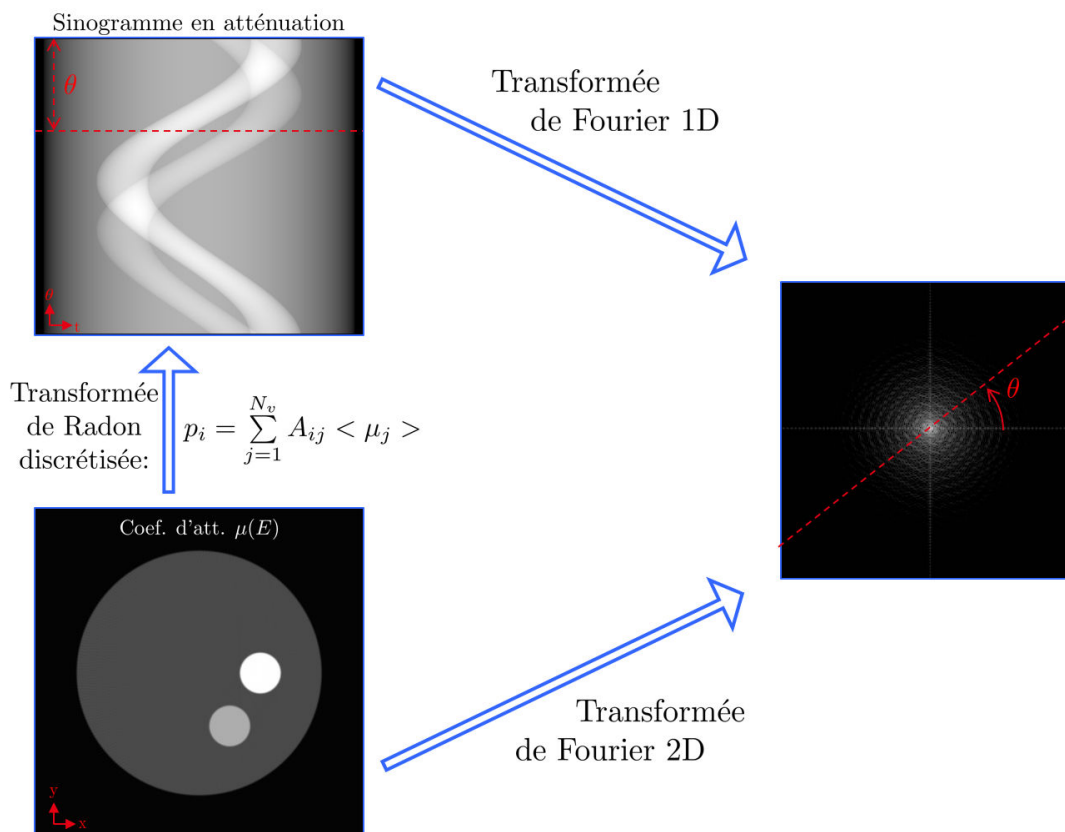 Sinogramme en atténuation
θ
θ
t
Transformée
de Fourier 1D
Transformée
de Radon
discrétisée:
p_i = \sum_{j=1}^{N_v} A_{ij} < μ_j >
θ
Coef. d'att. μ(E)
y
x
Transformée
de Fourier 2D